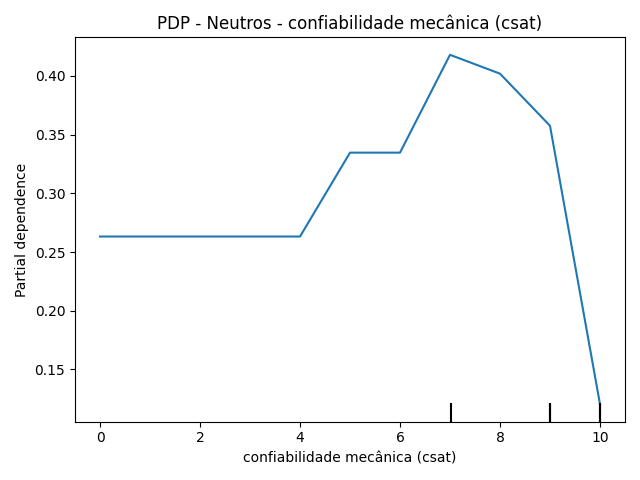 PDP - Neutros - confiabilidade mecânica (csat)
Partial dependence
0.40
0.35
0.30
0.25
0.20
0.15
0 2 4 6 8 10
confiabilidade mecânica (csat)